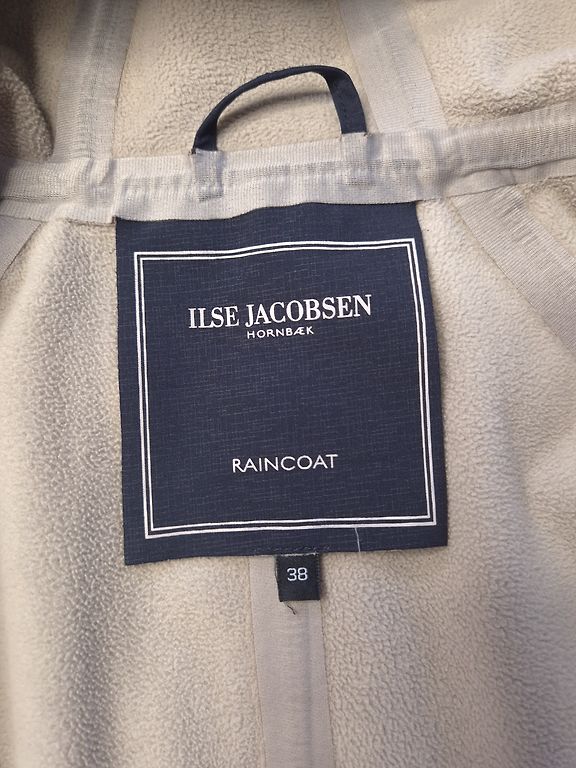 ILSE JACOBSEN
HORNBÆK
RAINCOAT
38